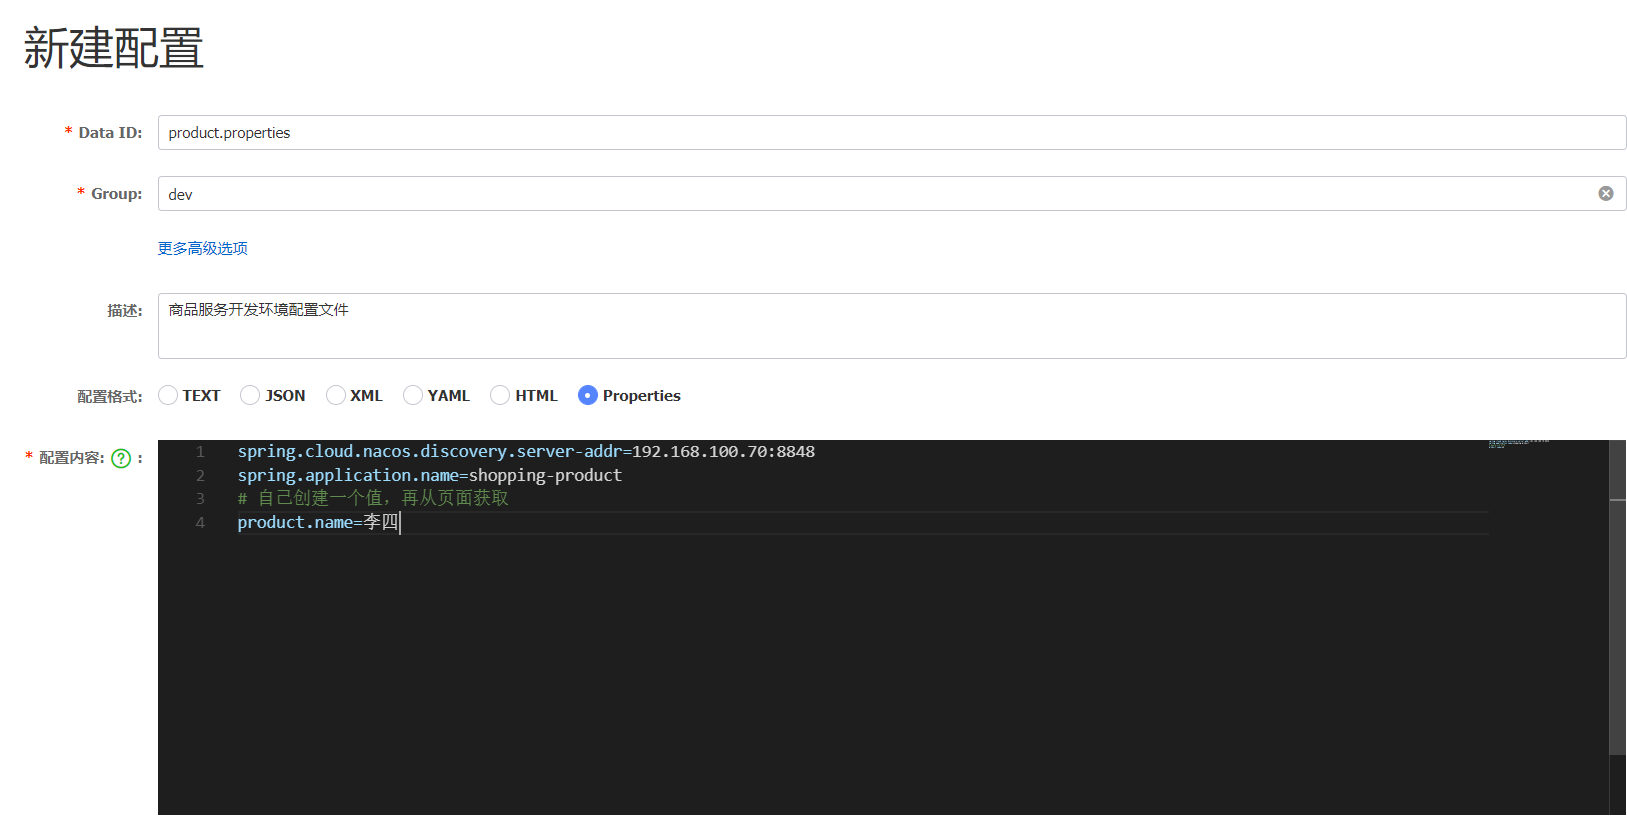 新建配置
* Data ID: product.properties
* Group: dev
更多高级选项
描述: 商品服务开发环境配置文件
配置格式: TEXT JSON XML YAML HTML Properties
* 配置内容: ? :
1 spring.cloud.nacos.discovery.server-addr=192.168.100.70:8848
2 spring.application.name=shopping-product
3 # 自己创建一个值，再从页面获取
4 product.name=李四